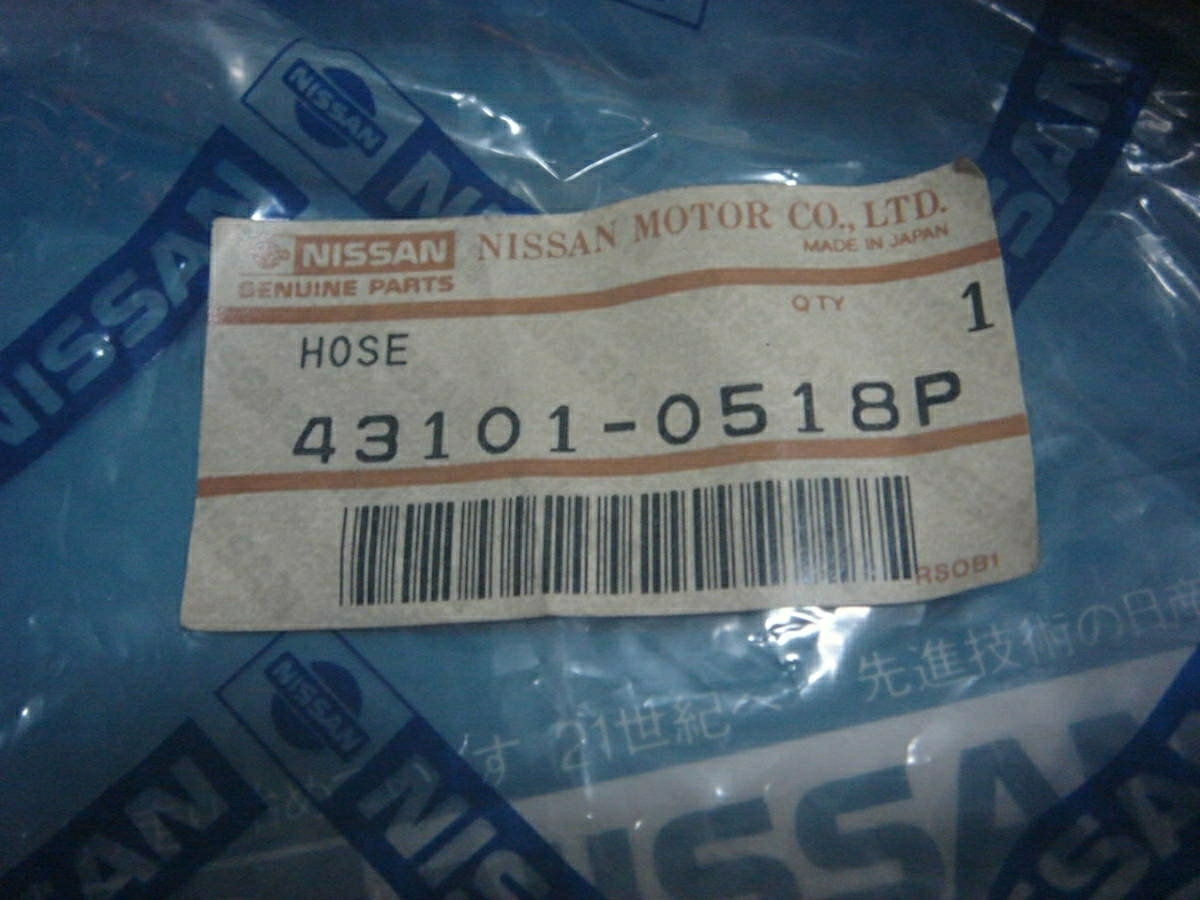 NISSAN
NISSAN
NISSAN
NISSAN MOTOR CO., LTD.
GENUINE PARTS
MADE IN JAPAN
QTY
1
HOSE
43101-0518P
RSOB1
NISSAN
す 21世紀へ 先進技術の日産
NISSAN